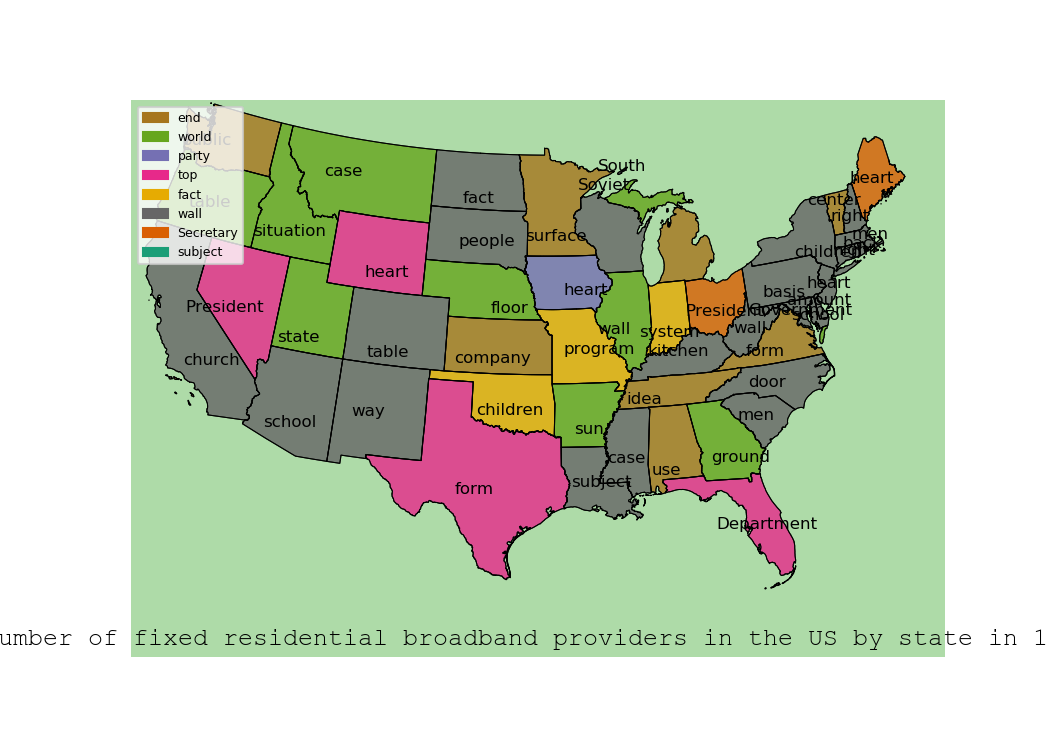 end
world
party
top
fact
wall
Secretary
subject
public
table
case
situation
heart
President
state
church
school
way
table
fact
people
floor
company
children
form
surface
heart
program
sun
South
Soviet
wall
system
kitchen
idea
case
subject
use
ground
Department
men
door
form
wall
President
basis
children
heart
amount
Government
school
center
right
heart
men
umber of fixed residential broadband providers in the US by state in 1